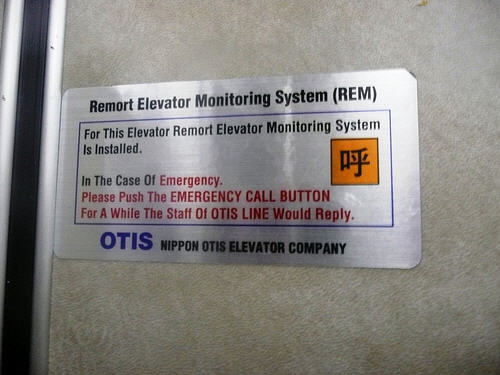 Remort Elevator Monitoring System (REM)
For This Elevator Remort Elevator Monitoring System
Is Installed.
呼
In The Case Of Emergency.
Please Push The EMERGENCY CALL BUTTON
For A While The Staff Of OTIS LINE Would Reply.
OTIS NIPPON OTIS ELEVATOR COMPANY